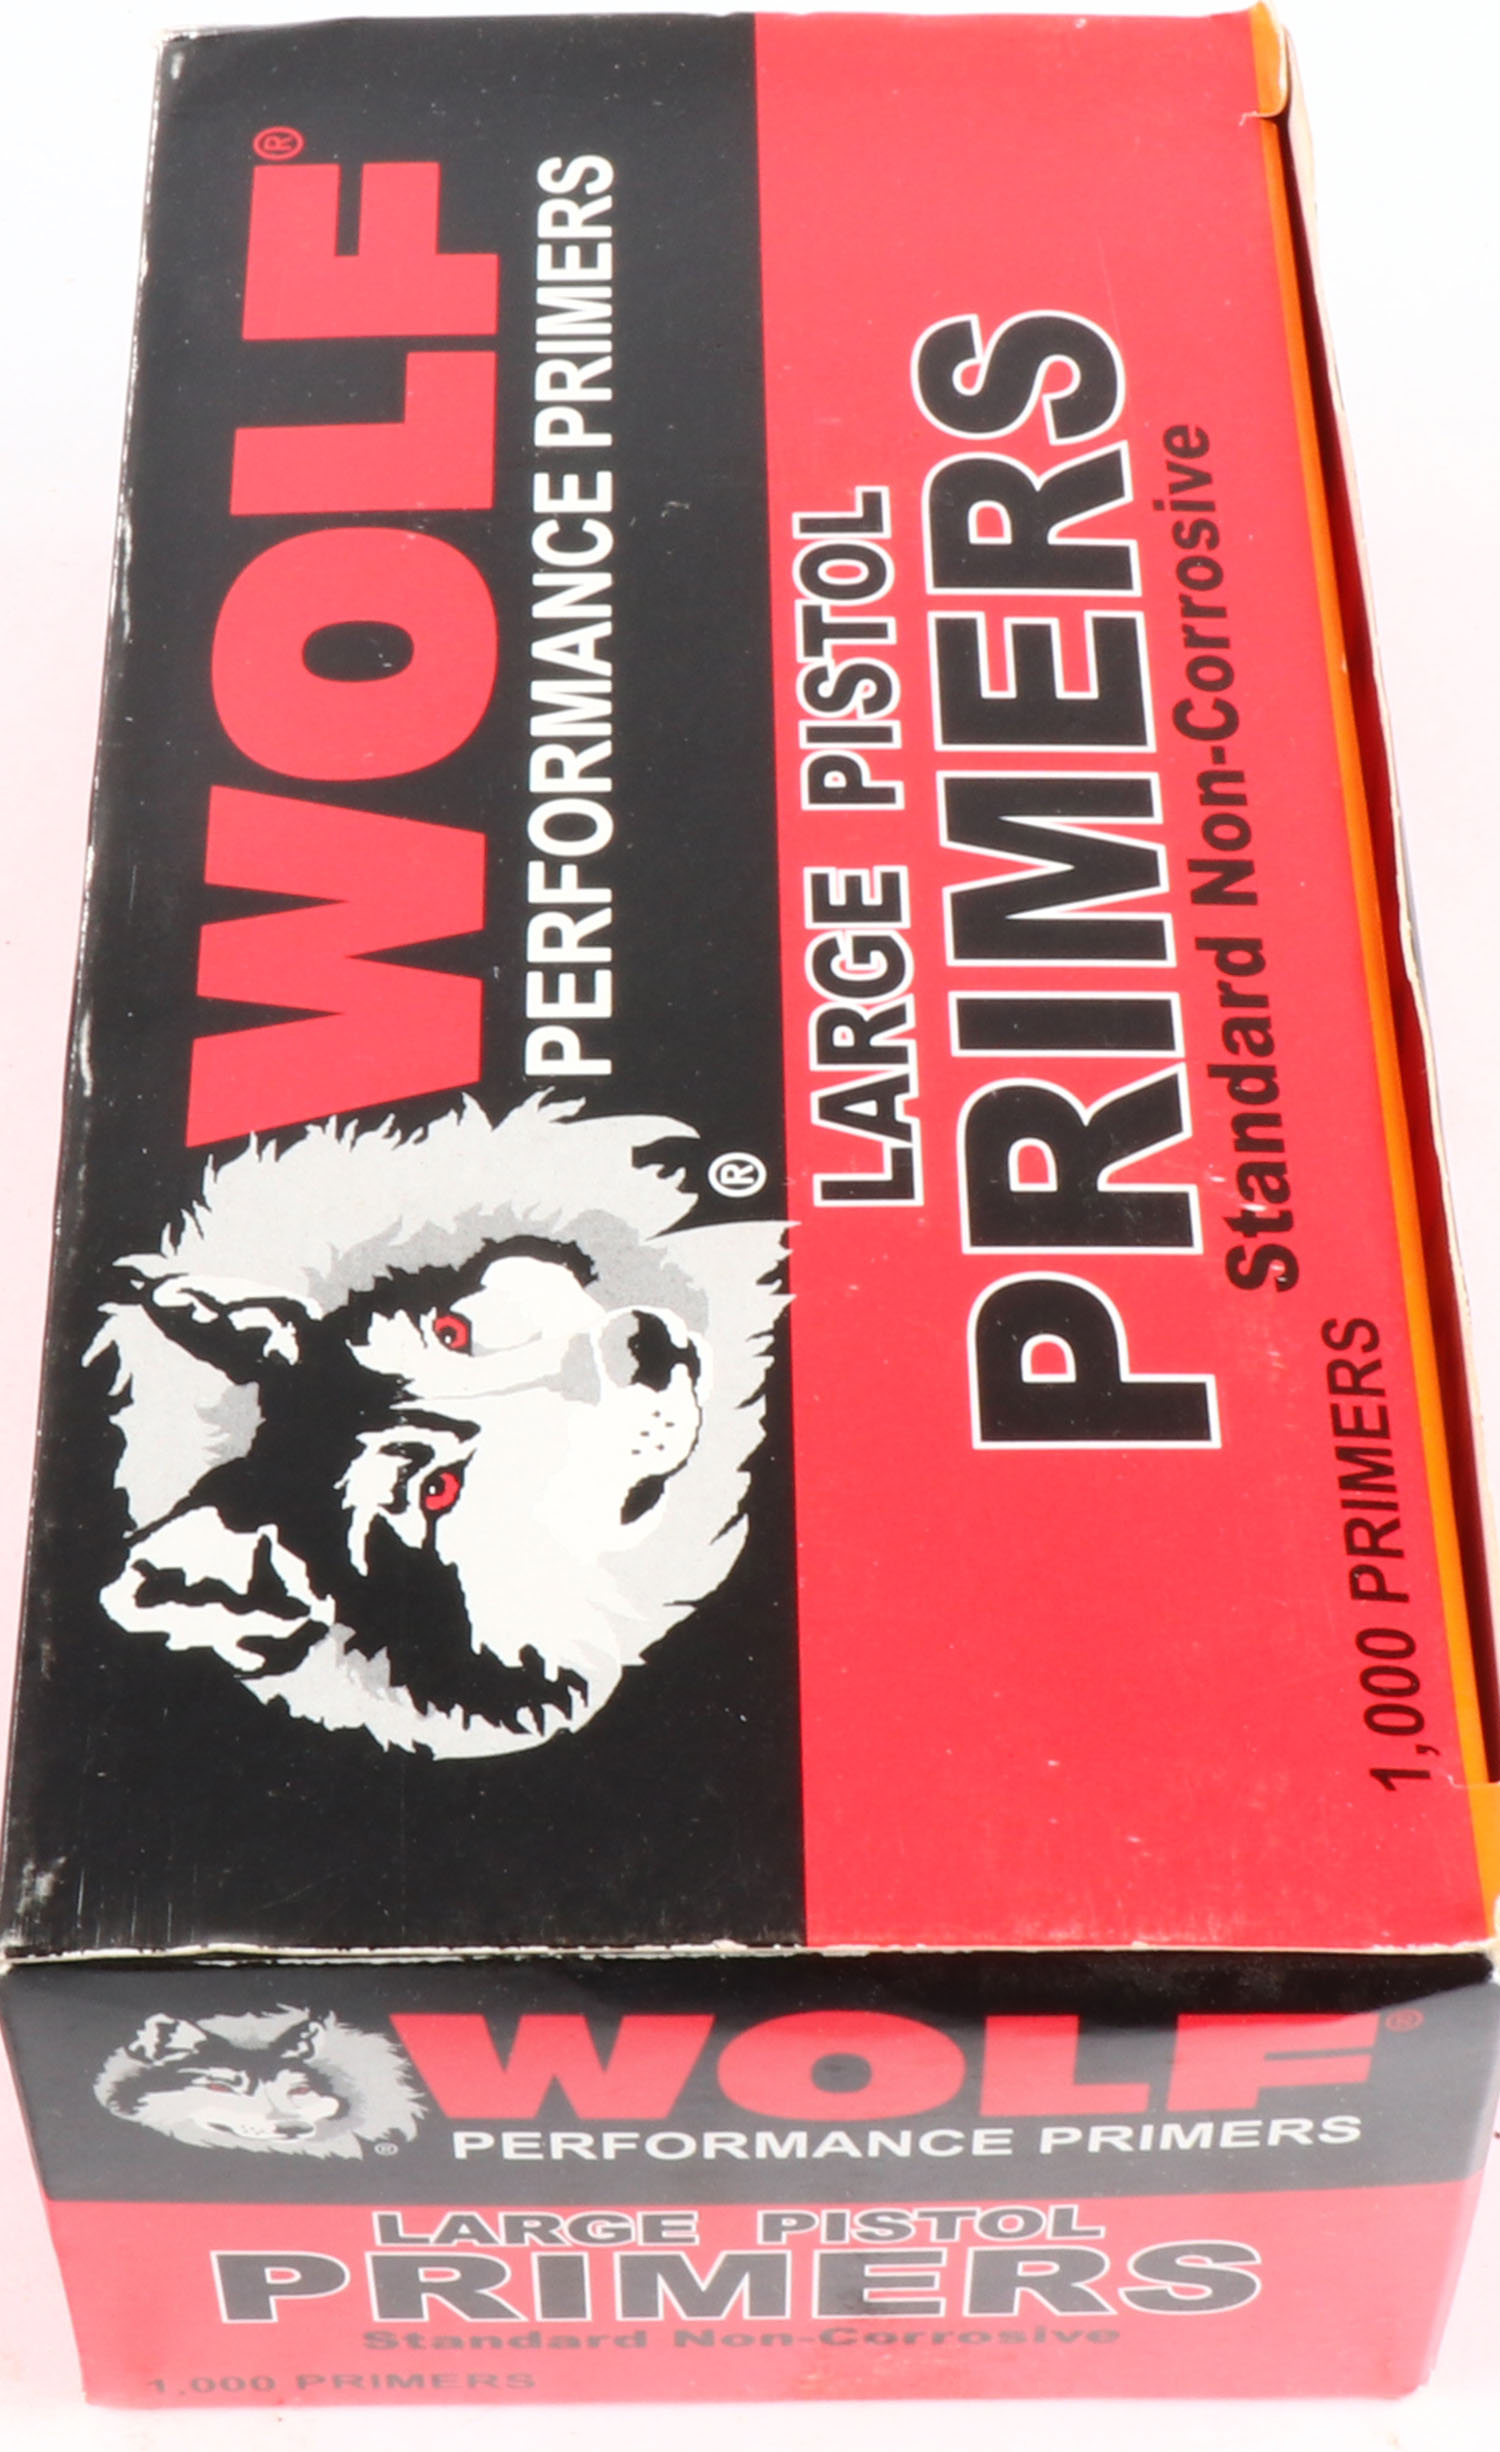 WOLF®
PERFORMANCE PRIMERS
®
LARGE PISTOL
PRIMERS
Standard Non-Corrosive
1,000 PRIMERS
WOLF®
®
PERFORMANCE PRIMERS
LARGE PISTOL
PRIMERS
Standard Non-Corrosive
1,000 PRIMERS